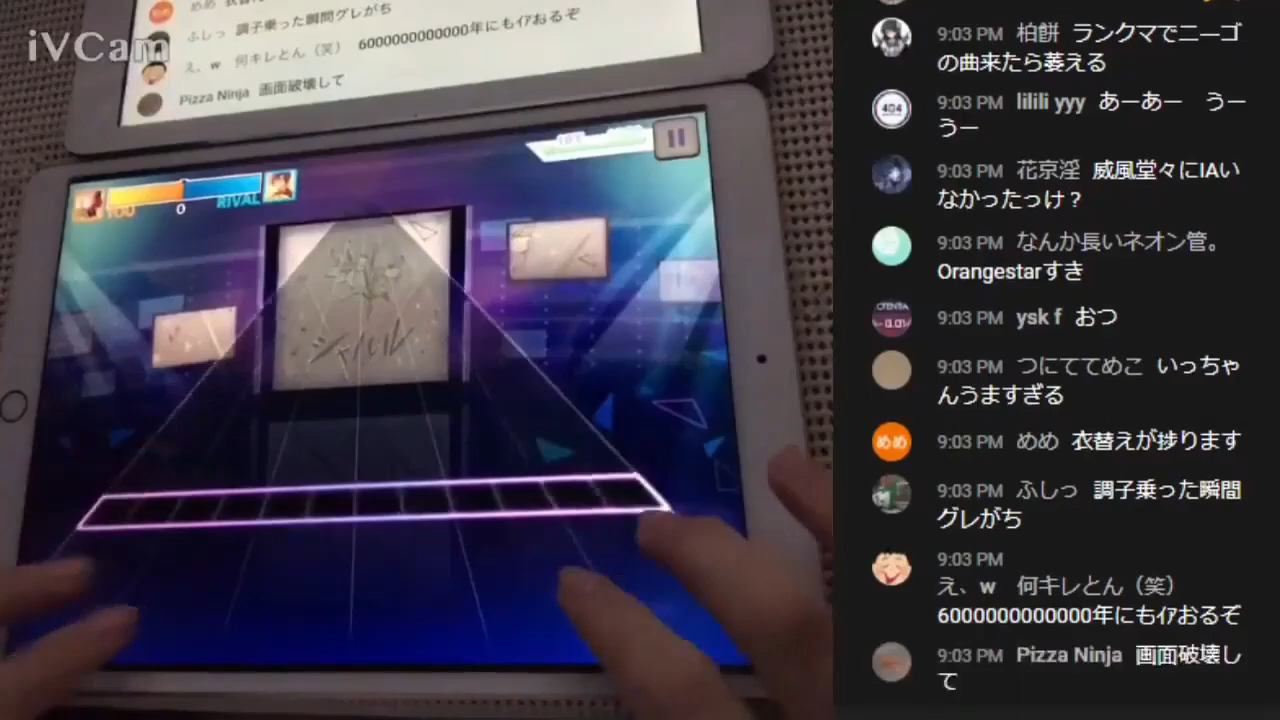 iVCam
めめ
ふしっ 調子乗った瞬間グレがち
え、w 何キレとん（笑） 6000000000000年にもｲｱおるぞ
Pizza Ninja 画面破壊して
100
0
RIVAL
シャルル
9:03 PM 柏餅 ランクマでニーゴ
の曲来たら萎える
404
9:03 PM lilili yyy あーあー うー
うー
9:03 PM 花京淫 威風堂々にIAい
なかったっけ？
9:03 PM なんか長いネオン管。
Orangestarすき
9:03 PM ysk f おつ
9:03 PM つにててめこ いっちゃ
んうますぎる
めめ
9:03 PM めめ 衣替えが捗ります
9:03 PM ふしっ 調子乗った瞬間
グレがち
9:03 PM
え、w 何キレとん（笑）
6000000000000年にもｲｱおるぞ
9:03 PM Pizza Ninja 画面破壊し
て